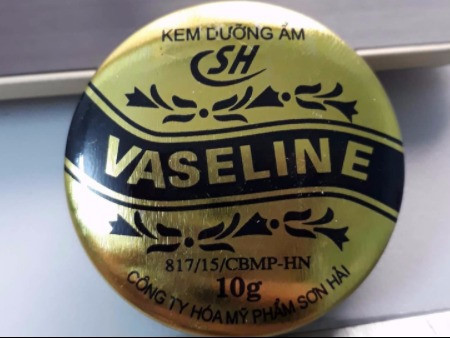 KEM DƯỠNG ẨM
SH
VASELINE
817/15/CBMP-HN
10g
CÔNG TY HÓA MỸ PHẨM SƠN HẢI